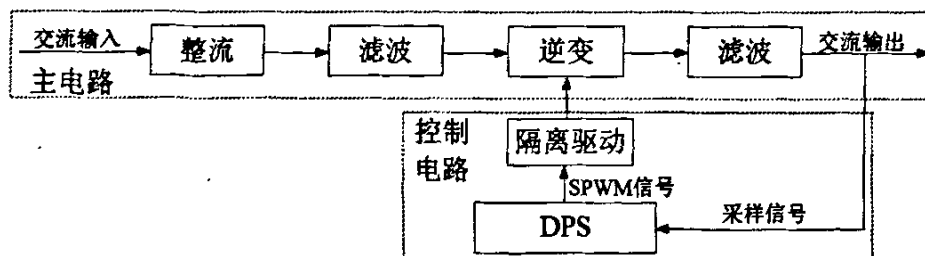 交流输入
整流
滤波
逆变
滤波
交流输出
主电路
控制
电路
隔离驱动
SPWM信号
DPS
采样信号